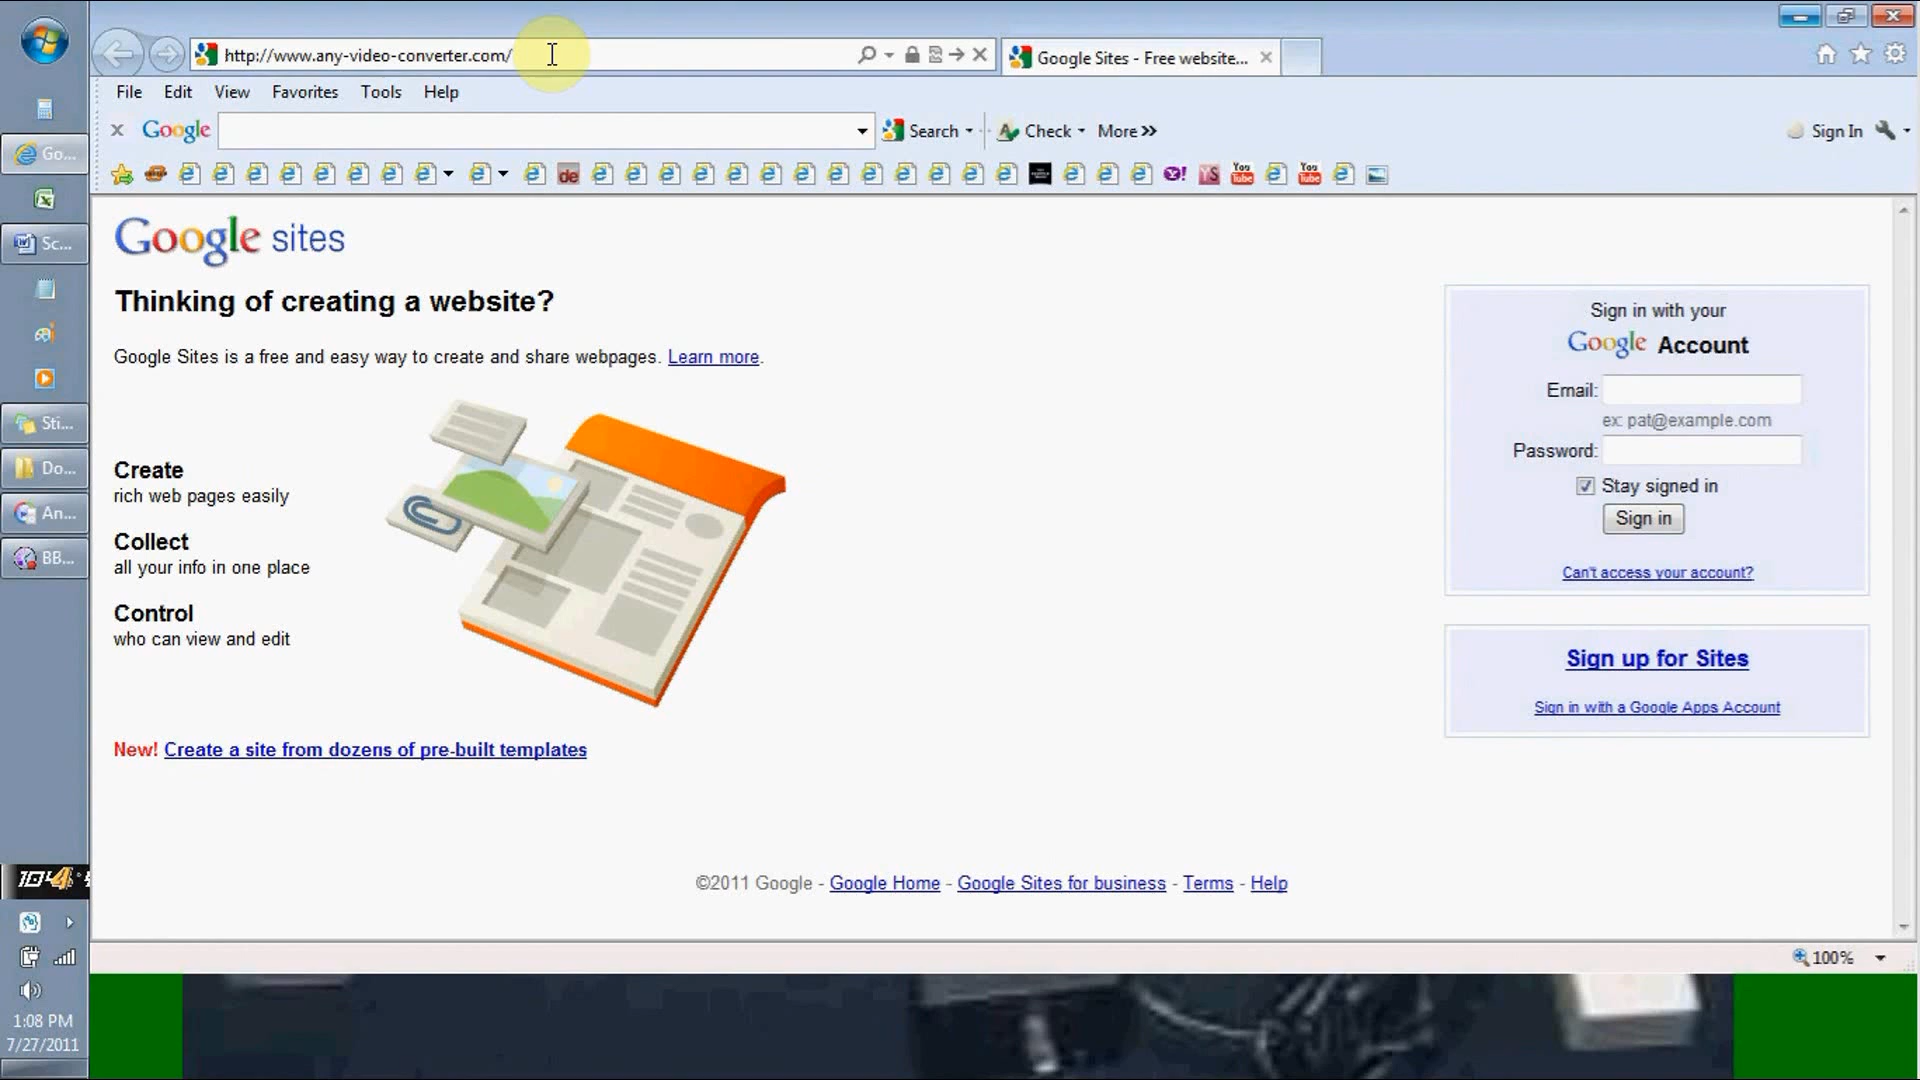 http://www.any-video-converter.com/
Google Sites - Free website...
File Edit View Favorites Tools Help
Google
Search
Check
More
Sign In
Go...
Sc...
Sti...
Do...
An...
BB...
1:08 PM
7/27/2011
Google sites
Thinking of creating a website?
Google Sites is a free and easy way to create and share webpages. Learn more.
Create
rich web pages easily
Collect
all your info in one place
Control
who can view and edit
New! Create a site from dozens of pre-built templates
Sign in with your
Google Account
Email:
ex: pat@example.com
Password:
Stay signed in
Sign in
Can't access your account?
Sign up for Sites
Sign in with a Google Apps Account
©2011 Google - Google Home - Google Sites for business - Terms - Help
100%